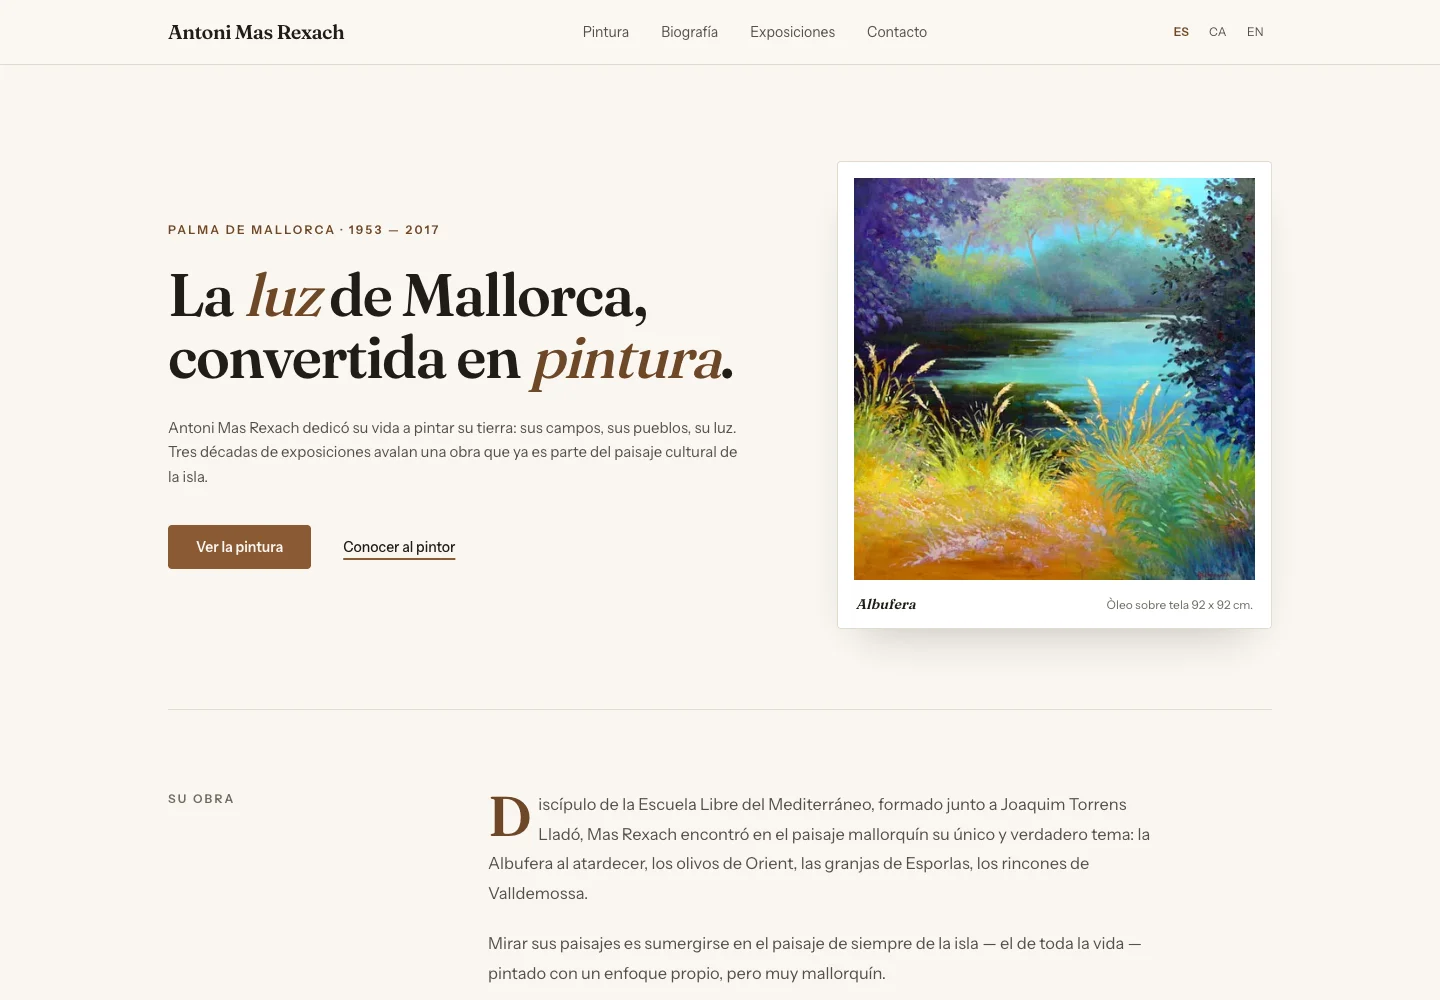 Antoni Mas Rexach
Pintura
Biografía
Exposiciones
Contacto
ES
CA
EN
PALMA DE MALLORCA · 1953 — 2017
La luz de Mallorca,
convertida en pintura.
Antoni Mas Rexach dedicó su vida a pintar su tierra: sus campos, sus pueblos, su luz.
Tres décadas de exposiciones avalan una obra que ya es parte del paisaje cultural de
la isla.
Ver la pintura
Conocer al pintor
Albufera
Òleo sobre tela 92 x 92 cm.
SU OBRA
Discípulo de la Escuela Libre del Mediterráneo, formado junto a Joaquim Torrens
Lladó, Mas Rexach encontró en el paisaje mallorquín su único y verdadero tema: la
Albufera al atardecer, los olivos de Orient, las granjas de Esporlas, los rincones de
Valldemossa.
Mirar sus paisajes es sumergirse en el paisaje de siempre de la isla — el de toda la vida —
pintado con un enfoque propio, pero muy mallorquín.